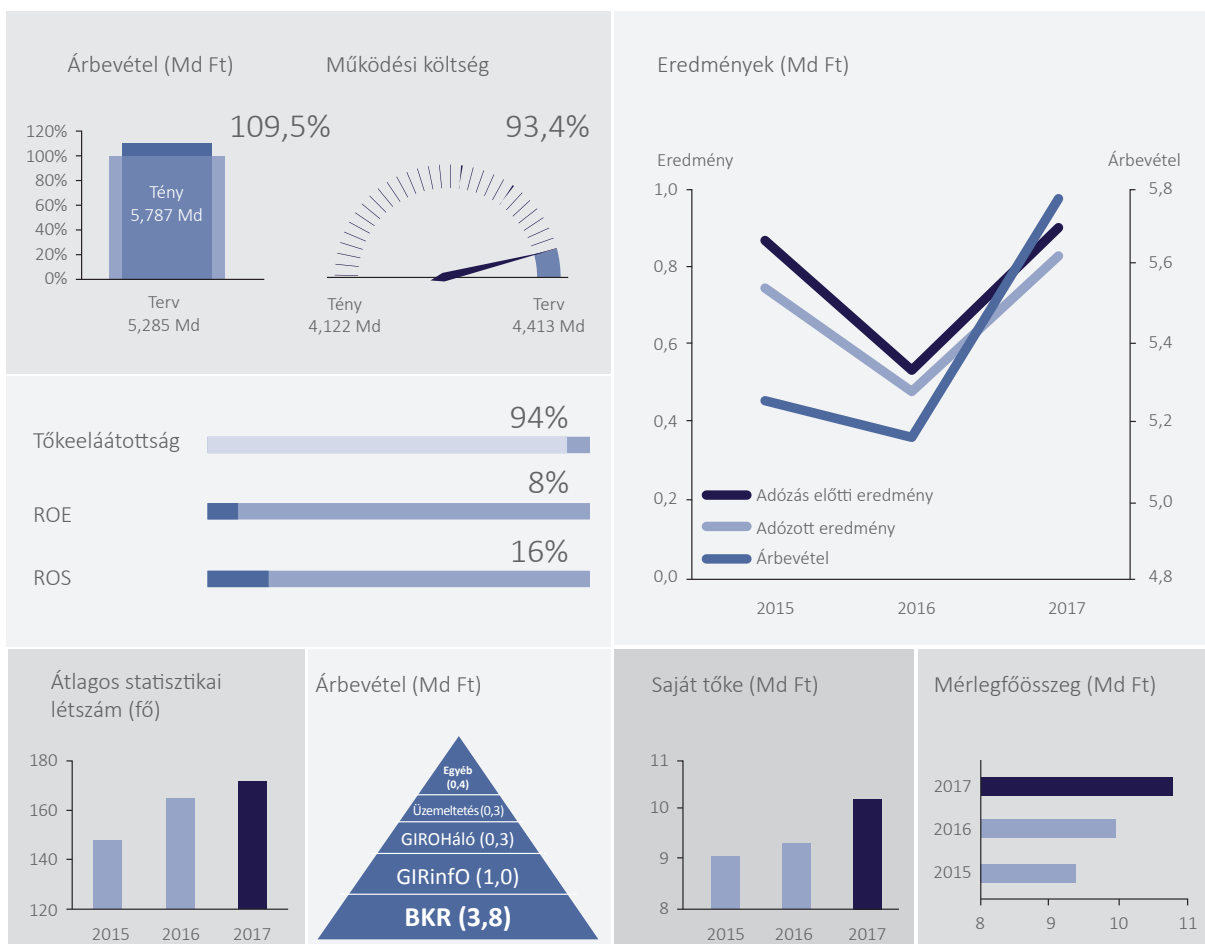 Árbevétel (Md Ft)
109,5%
120%
100%
80%
60%
40%
20%
0%
Tény
5,787 Md
Terv
5,285 Md
Működési költség
93,4%
Tény
4,122 Md
Terv
4,413 Md
Eredmények (Md Ft)
Eredmény
Árbevétel
1,0
0,8
0,6
0,4
0,2
0,0
5,8
5,6
5,4
5,2
5,0
4,8
Adózás előtti eredmény
Adózott eredmény
Árbevétel
2015
2016
2017
Tőkeeláátottság
94%
ROE
8%
ROS
16%
Átlagos statisztikai
létszám (fő)
180
160
140
120
2015
2016
2017
Árbevétel (Md Ft)
Egyéb
(0,4)
Üzemeltetés(0,3)
GIROHáló (0,3)
GIRinfO (1,0)
BKR (3,8)
Saját tőke (Md Ft)
11
10
9
8
2015
2016
2017
Mérlegfőösszeg (Md Ft)
2017
2016
2015
8
9
10
11